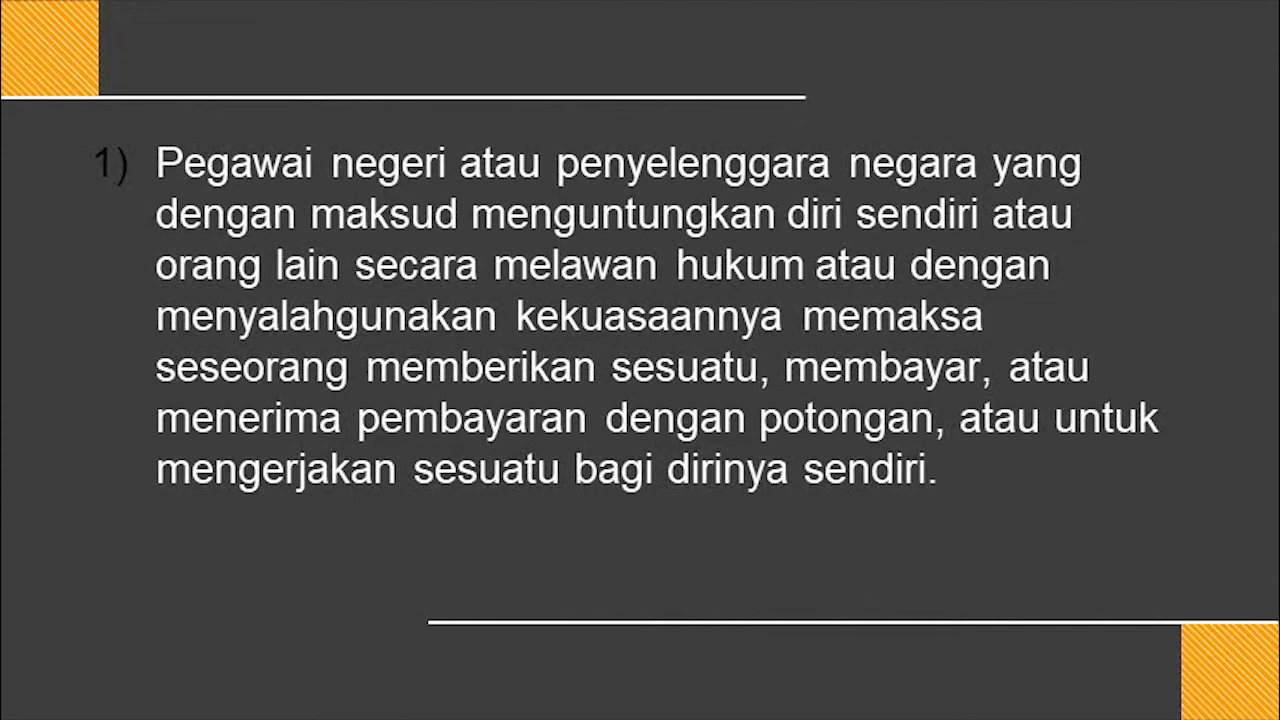 1) Pegawai negeri atau penyelenggara negara yang
dengan maksud menguntungkan diri sendiri atau
orang lain secara melawan hukum atau dengan
menyalahgunakan kekuasaannya memaksa
seseorang memberikan sesuatu, membayar, atau
menerima pembayaran dengan potongan, atau untuk
mengerjakan sesuatu bagi dirinya sendiri.